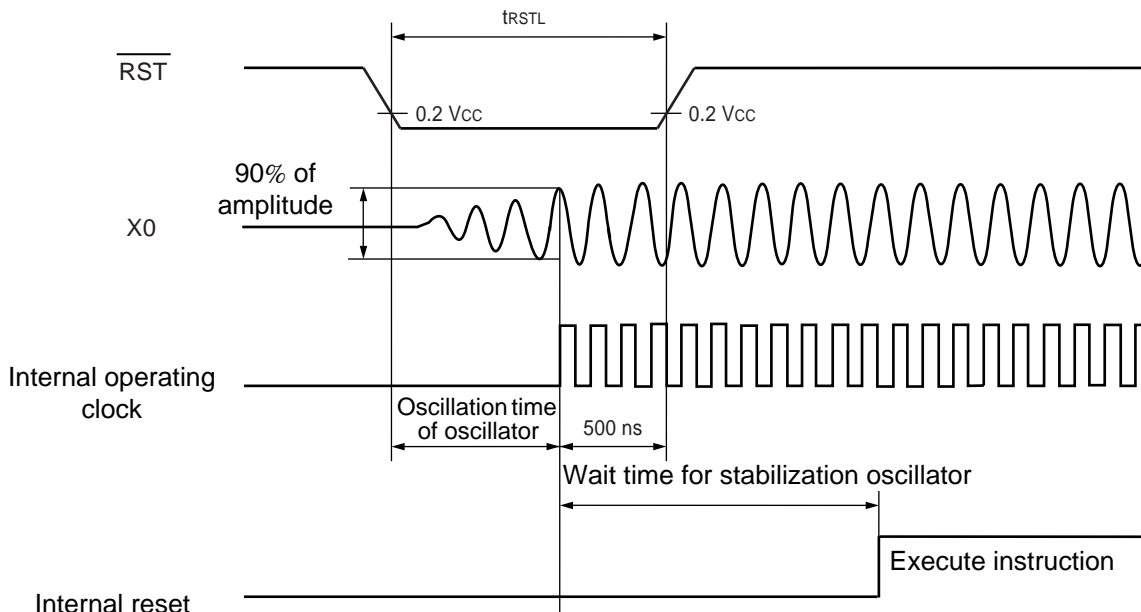 tRSTL
RST
0.2 VCC
0.2 VCC
90% of
amplitude
X0
Internal operating
clock
Oscillation time
of oscillator
500 ns
Wait time for stabilization oscillator
Execute instruction
Internal reset